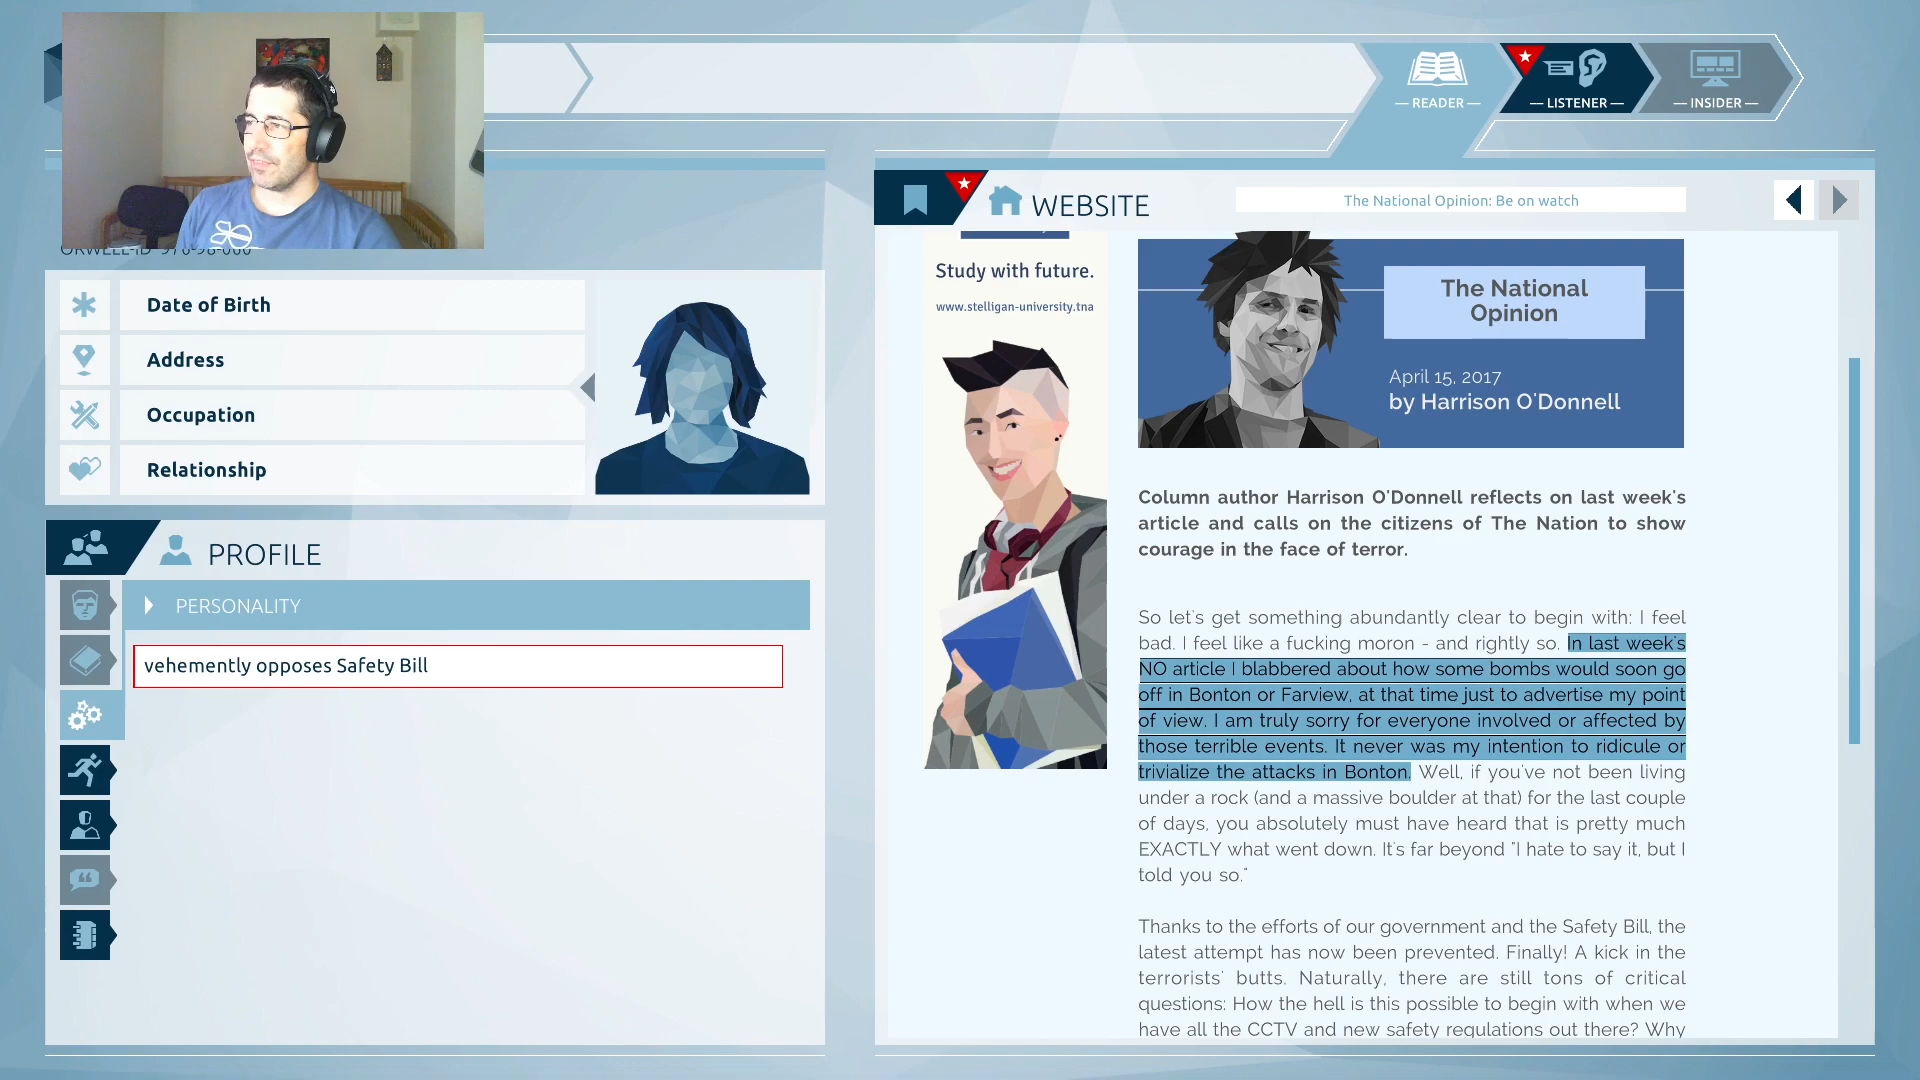 READER
LISTENER
INSIDER
WEBSITE
The National Opinion: Be on watch
Study with future.
www.stelligan-university.tna
The National
Opinion
April 15, 2017
by Harrison O'Donnell
Date of Birth
Address
Occupation
Relationship
PROFILE
PERSONALITY
vehemently opposes Safety Bill
Column author Harrison O'Donnell reflects on last week's
article and calls on the citizens of The Nation to show
courage in the face of terror.
So let's get something abundantly clear to begin with: I feel
bad. I feel like a fucking moron - and rightly so. In last week's
NO article I blabbered about how some bombs would soon go
off in Bonton or Farview, at that time just to advertise my point
of view. I am truly sorry for everyone involved or affected by
those terrible events. It never was my intention to ridicule or
trivialize the attacks in Bonton. Well, if you've not been living
under a rock (and a massive boulder at that) for the last couple
of days, you absolutely must have heard that is pretty much
EXACTLY what went down. It's far beyond "I hate to say it, but I
told you so."
Thanks to the efforts of our government and the Safety Bill, the
latest attempt has now been prevented. Finally! A kick in the
terrorists' butts. Naturally, there are still tons of critical
questions: How the hell is this possible to begin with when we
have all the CCTV and new safety regulations out there? Why